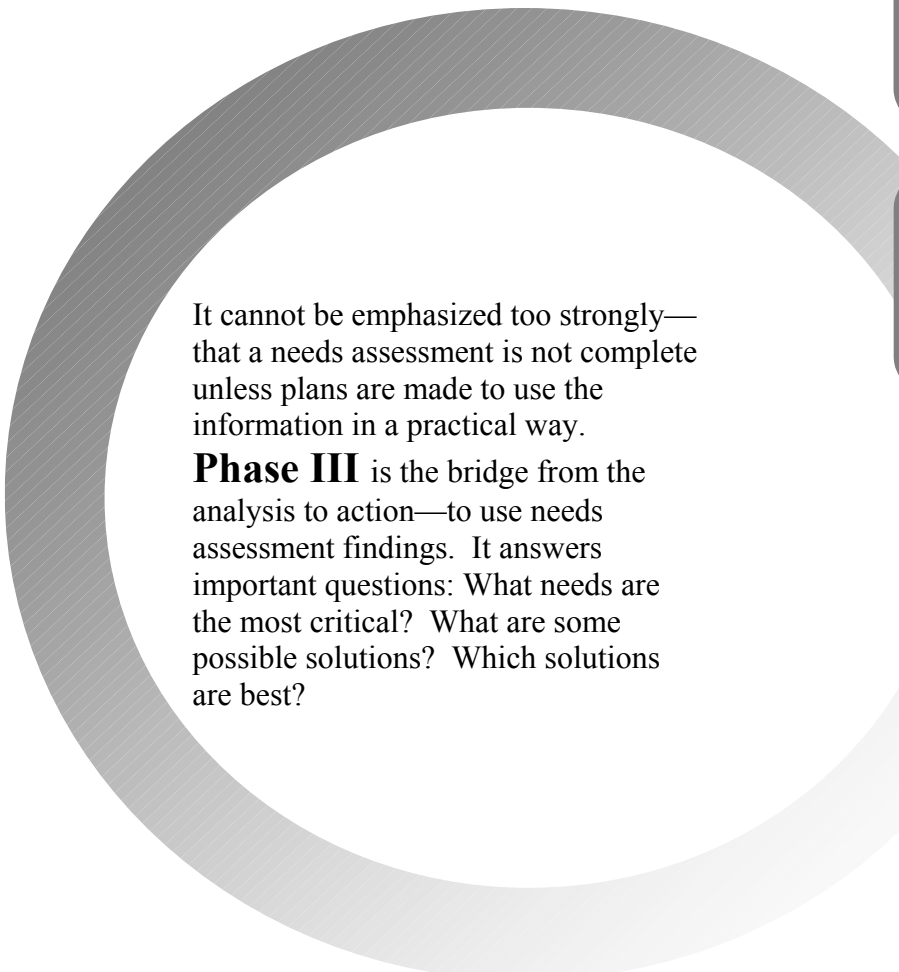 It cannot be emphasized too strongly—
that a needs assessment is not complete
unless plans are made to use the
information in a practical way.
Phase III is the bridge from the
analysis to action—to use needs
assessment findings.  It answers
important questions: What needs are
the most critical?  What are some
possible solutions?  Which solutions
are best?